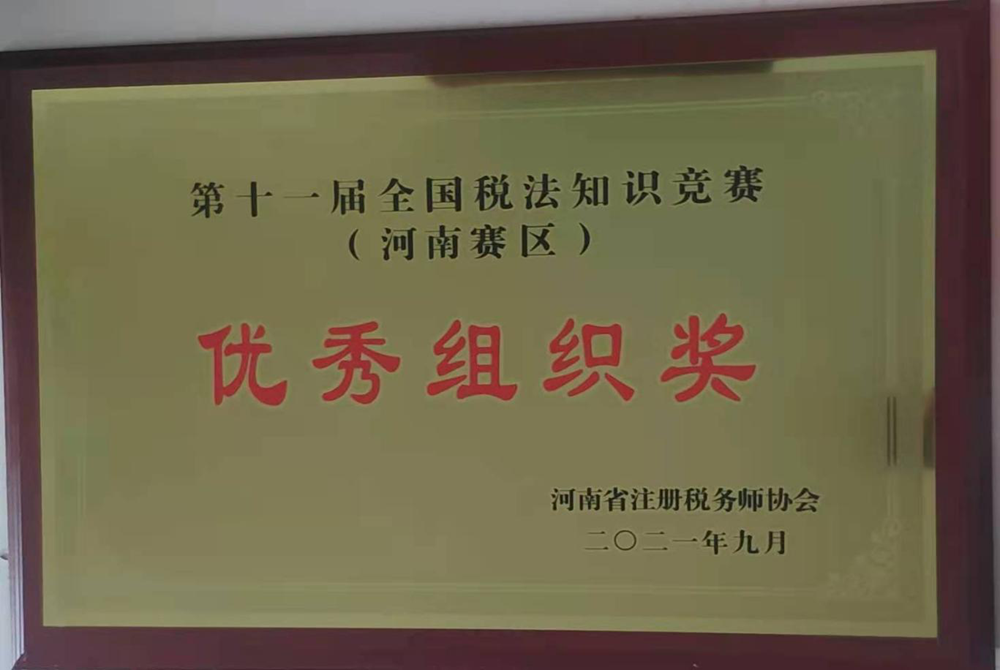 第十一届全国税法知识竞赛
（河南赛区）
优秀组织奖
河南省注册税务师协会
二〇二一年九月